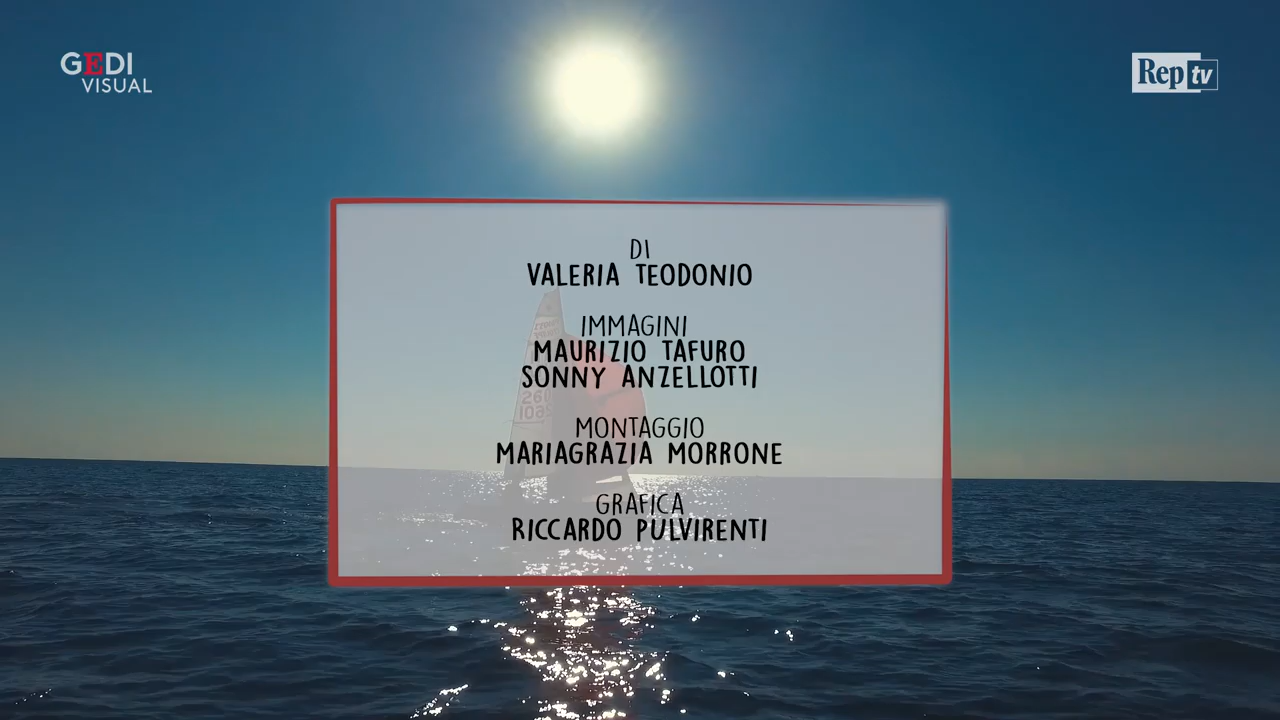 GEDI
VISUAL
Rep tv
DI
VALERIA TEODONIO
IMMAGINI
MAURIZIO TAFURO
SONNY ANZELLOTTI
MONTAGGIO
MARIAGRAZIA MORRONE
GRAFICA
RICCARDO PULVIRENTI